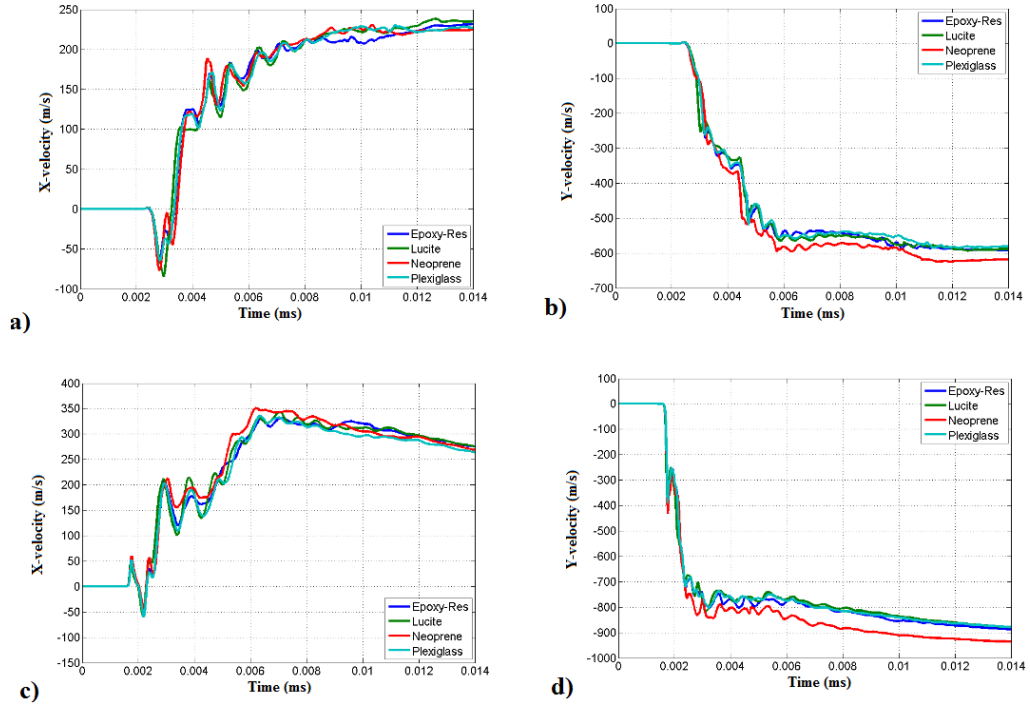 250
200
150
100
50
0
-50
-100
X-velocity (m/s)
Epoxy-Res
Lucite
Neoprene
Plexiglass
0 0.002 0.004 0.006 0.008 0.01 0.012 0.014
Time (ms)
a)
100
0
-100
-200
-300
-400
-500
-600
-700
Y-velocity (m/s)
Epoxy-Res
Lucite
Neoprene
Plexiglass
0 0.002 0.004 0.006 0.008 0.01 0.012 0.014
Time (ms)
b)
400
350
300
250
200
150
100
50
0
-50
-100
-150
X-velocity (m/s)
Epoxy-Res
Lucite
Neoprene
Plexiglass
0 0.002 0.004 0.006 0.008 0.01 0.012 0.014
Time (ms)
c)
100
0
-100
-200
-300
-400
-500
-600
-700
-800
-900
-1000
Y-velocity (m/s)
Epoxy-Res
Lucite
Neoprene
Plexiglass
0 0.002 0.004 0.006 0.008 0.01 0.012 0.014
Time (ms)
d)